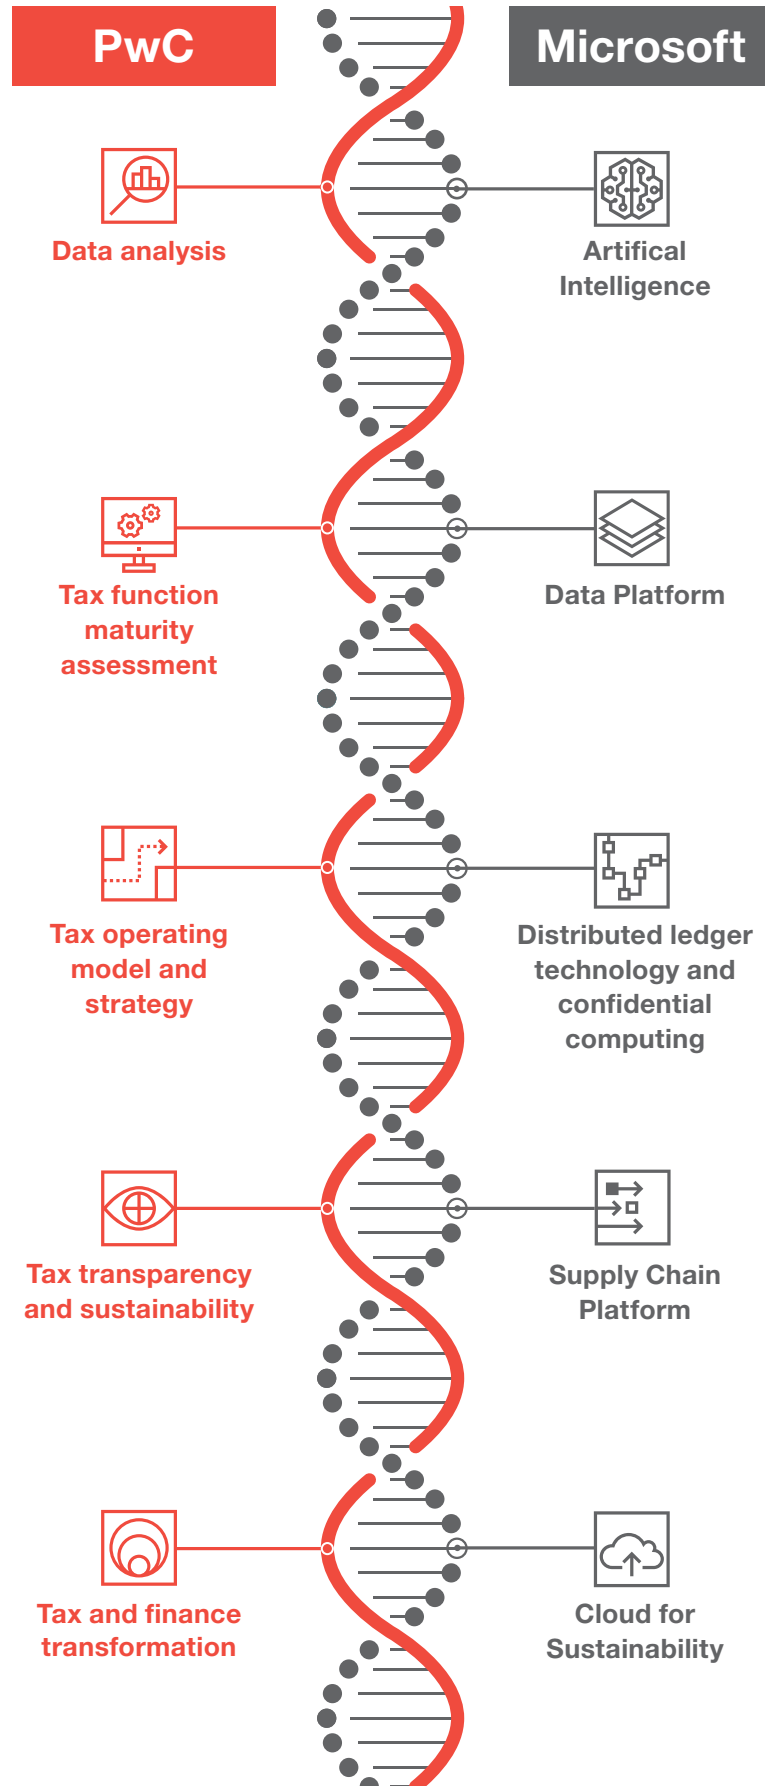 PwC
Microsoft
Data analysis
Artifical
Intelligence
Tax function
maturity
assessment
Data Platform
Tax operating
model and
strategy
Distributed ledger
technology and
confidential
computing
Tax transparency
and sustainability
Supply Chain
Platform
Tax and finance
transformation
Cloud for
Sustainability